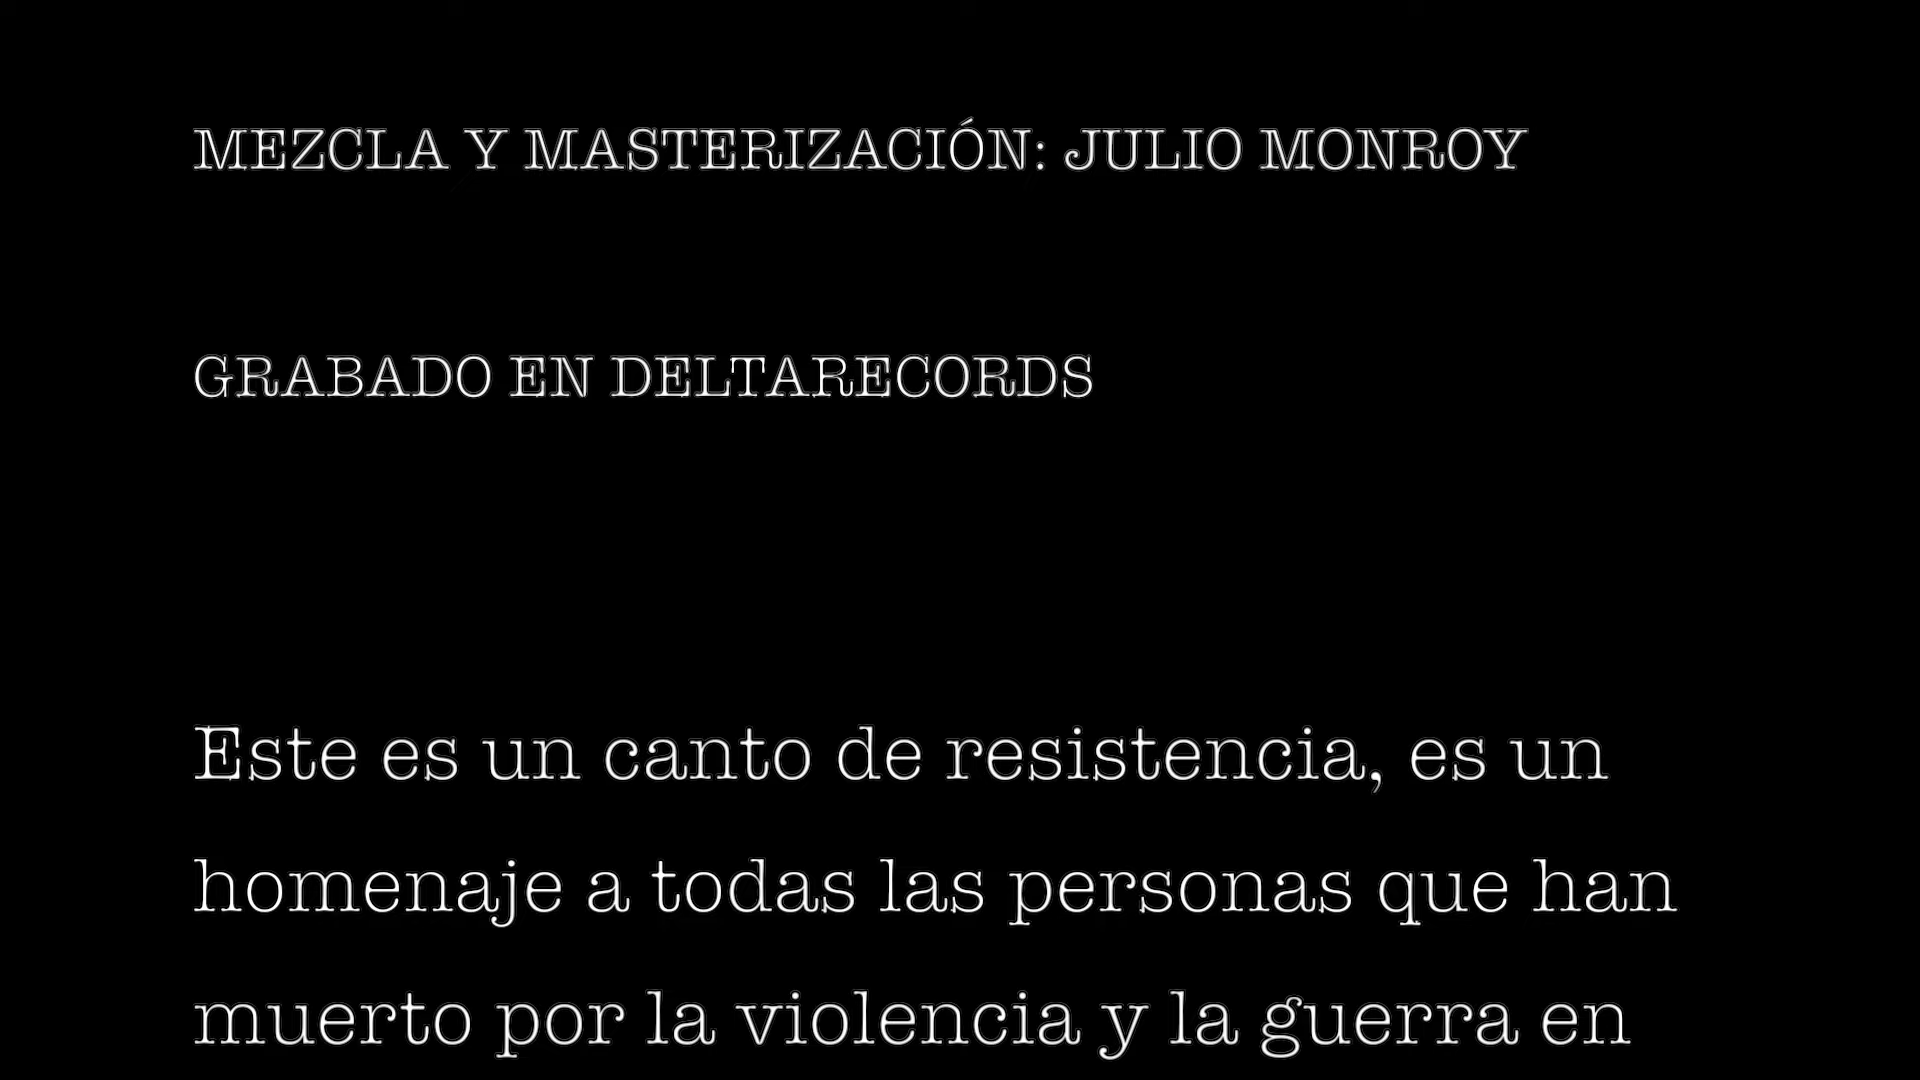 MEZCLA Y MASTERIZACIÓN: JULIO MONROY
GRABADO EN DELTARECORDS
Este es un canto de resistencia, es un
homenaje a todas las personas que han
muerto por la violencia y la guerra en